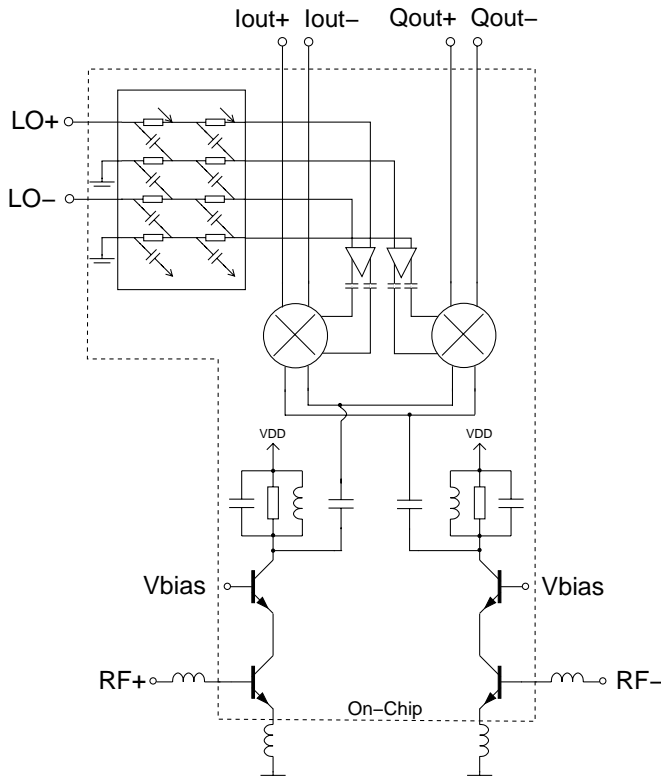 Iout+ Iout− Qout+ Qout−
LO+
LO−
VDD VDD
Vbias Vbias
RF+ RF−
On−Chip